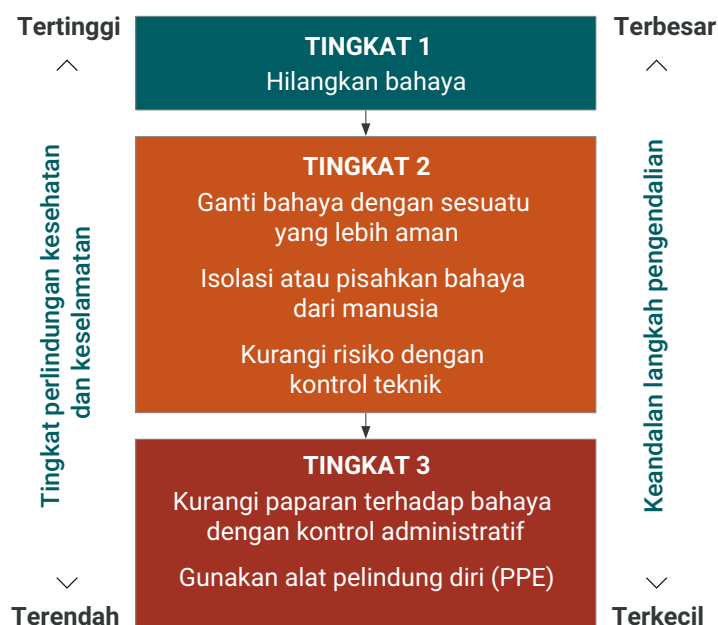 Tertinggi
Terbesar
TINGKAT 1
Hilangkan bahaya
TINGKAT 2
Ganti bahaya dengan sesuatu
yang lebih aman
Isolasi atau pisahkan bahaya
dari manusia
Kurangi risiko dengan
kontrol teknik
TINGKAT 3
Kurangi paparan terhadap bahaya
dengan kontrol administratif
Gunakan alat pelindung diri (PPE)
Tingkat perlindungan kesehatan
dan keselamatan
Keandalan langkah pengendalian
Terendah
Terkecil